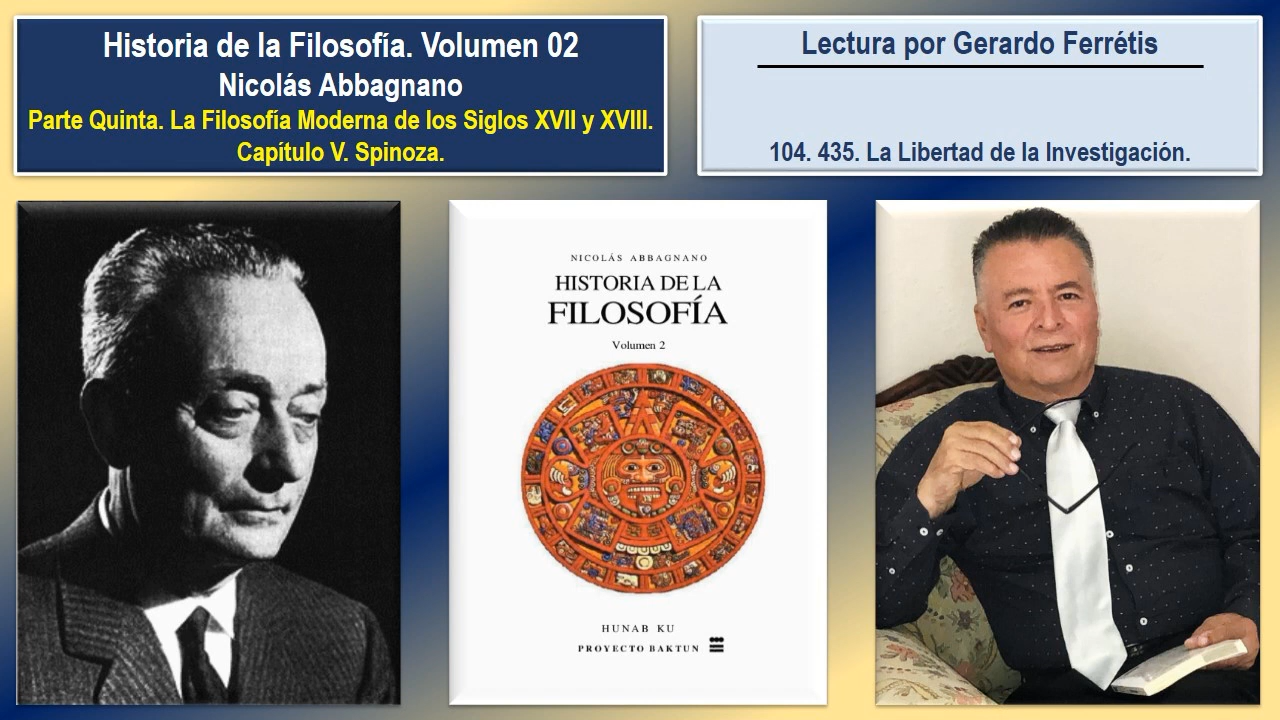 Historia de la Filosofía. Volumen 02
Nicolás Abbagnano
Parte Quinta. La Filosofía Moderna de los Siglos XVII y XVIII.
Capítulo V. Spinoza.
Lectura por Gerardo Ferrétis
104. 435. La Libertad de la Investigación.
NICOLÁS ABBAGNANO
HISTORIA DE LA
FILOSOFÍA
Volumen 2
HUNAB KU
PROYECTO BAKTUN